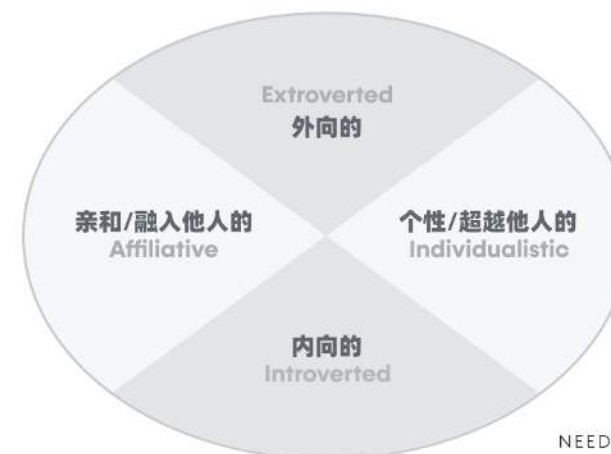 Extroverted
外向的
亲和/融入他人的
Affiliative
个性/超越他人的
Individualistic
内向的
Introverted
NEED